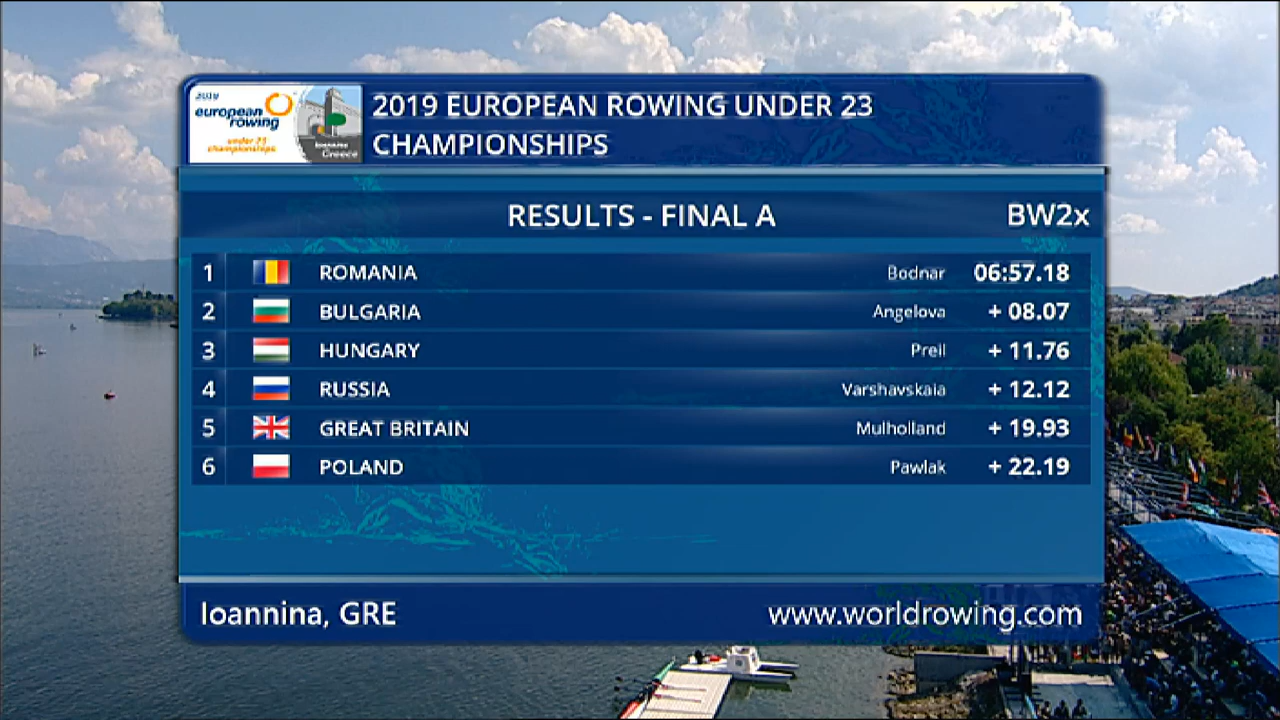 2019
european
rowing
under 23
championships
Ioannina
Greece
2019 EUROPEAN ROWING UNDER 23
CHAMPIONSHIPS
RESULTS - FINAL A BW2x
1 ROMANIA Bodnar 06:57.18
2 BULGARIA Angelova + 08.07
3 HUNGARY Preil + 11.76
4 RUSSIA Varshavskaia + 12.12
5 GREAT BRITAIN Mulholland + 19.93
6 POLAND Pawlak + 22.19
Ioannina, GRE www.worldrowing.com